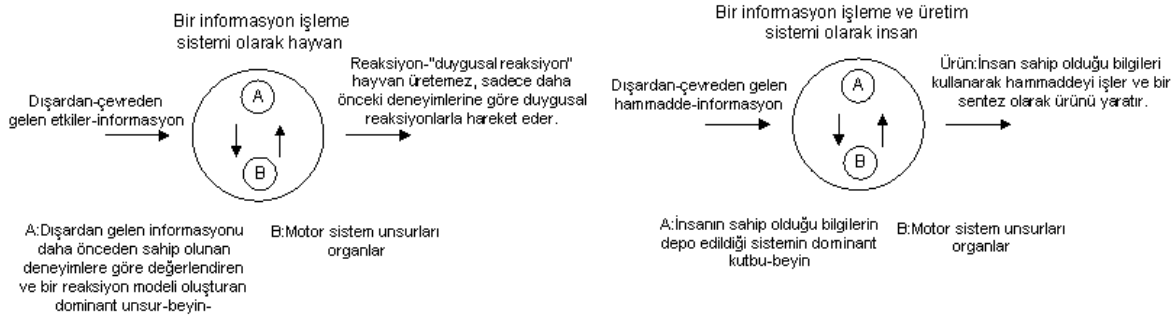 Bir informasyon işleme
sistemi olarak hayvan
Dışardan-çevreden
gelen etkiler-informasyon
A
B
Reaksiyon-"duygusal reaksiyon"
hayvan üretemez, sadece daha
önceki deneyimlerine göre duygusal
reaksiyonlarla hareket eder.
A:Dışardan gelen informasyonu
daha önceden sahip olunan
deneyimlere göre değerlendiren
ve bir reaksiyon modeli oluşturan
dominant unsur-beyin-
B:Motor sistem unsurları
organlar
Bir informasyon işleme ve üretim
sistemi olarak insan
Dışardan-çevreden gelen
hammadde-informasyon
A
B
Ürün:İnsan sahip olduğu bilgileri
kullanarak hammaddeyi işler ve bir
sentez olarak ürünü yaratır.
A:İnsanın sahip olduğu bilgilerin
depo edildiği sistemin dominant
kutbu-beyin
B:Motor sistem unsurları
organlar